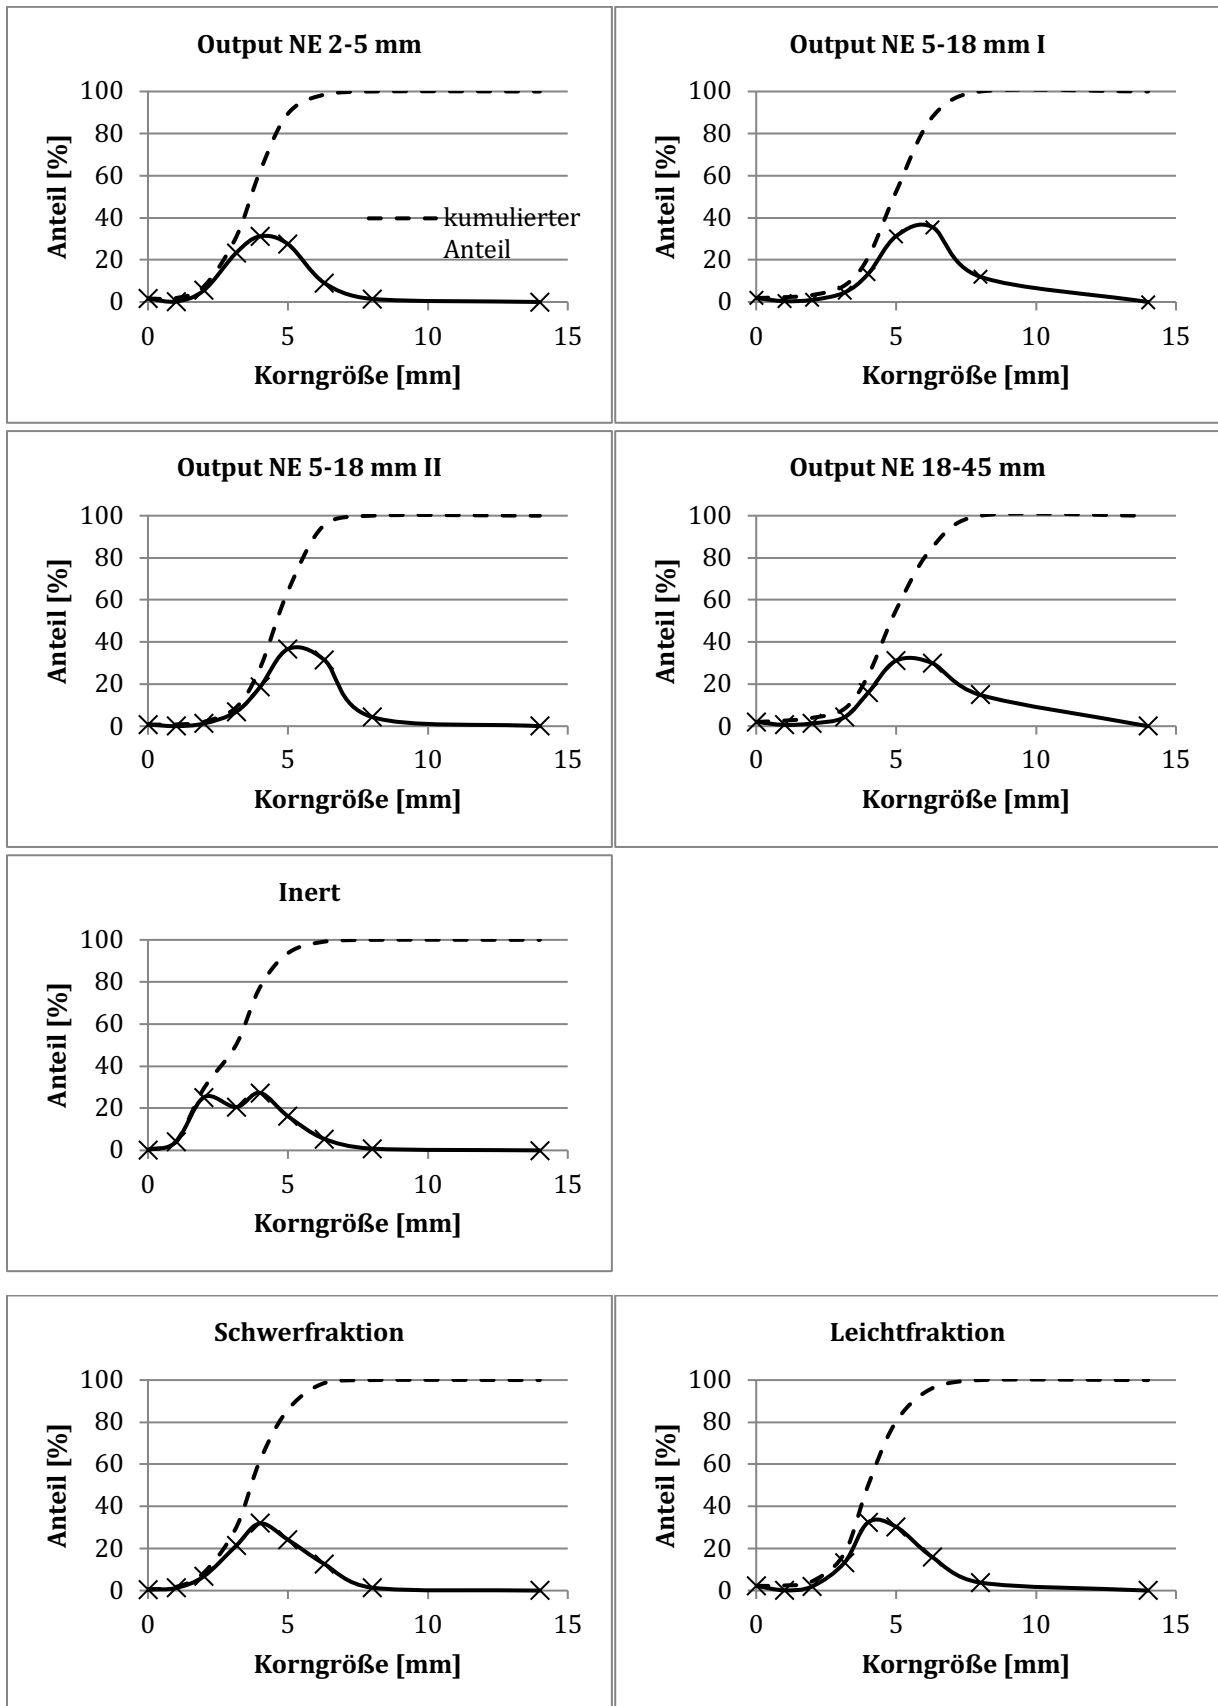 Output NE 2-5 mm
Anteil [%]
100
80
60
40
20
0
kumulierter
Anteil
0 5 10 15
Korngröße [mm]
Output NE 5-18 mm I
Anteil [%]
100
80
60
40
20
0
0 5 10 15
Korngröße [mm]
Output NE 5-18 mm II
Anteil [%]
100
80
60
40
20
0
0 5 10 15
Korngröße [mm]
Output NE 18-45 mm
Anteil [%]
100
80
60
40
20
0
0 5 10 15
Korngröße [mm]
Inert
Anteil [%]
100
80
60
40
20
0
0 5 10 15
Korngröße [mm]
Schwerfraktion
Anteil [%]
100
80
60
40
20
0
0 5 10 15
Korngröße [mm]
Leichtfraktion
Anteil [%]
100
80
60
40
20
0
0 5 10 15
Korngröße [mm]